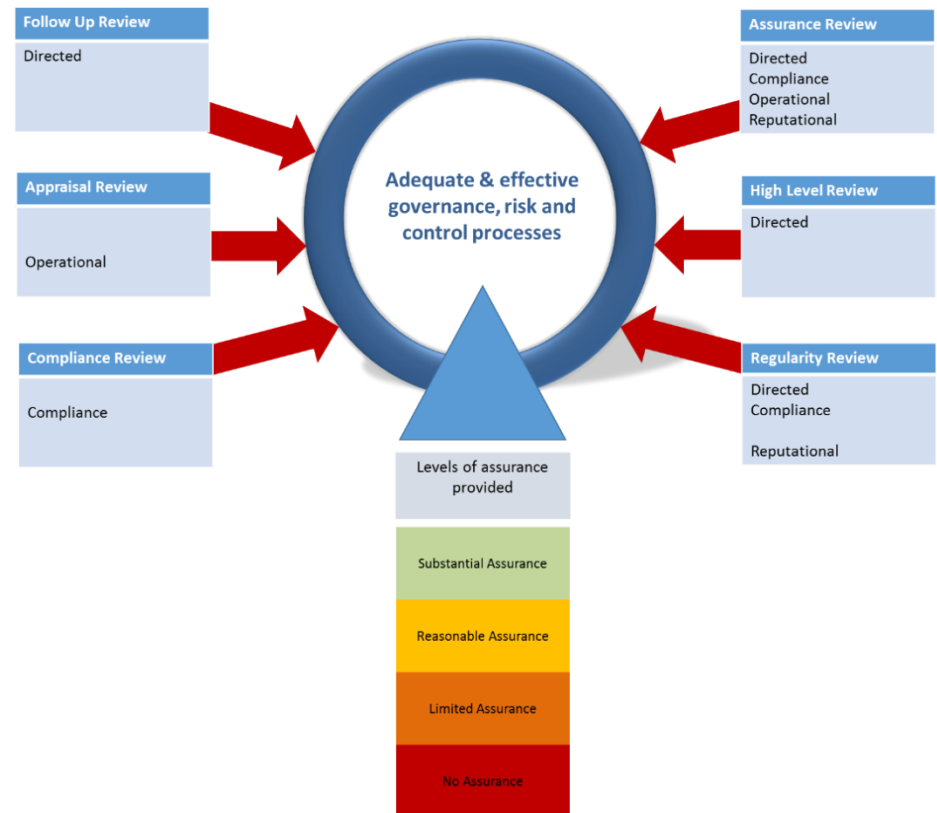 Follow Up Review
Directed
Appraisal Review
Operational
Compliance Review
Compliance
Adequate & effective
governance, risk and
control processes
Assurance Review
Directed
Compliance
Operational
Reputational
High Level Review
Directed
Regularity Review
Directed
Compliance
Reputational
Levels of assurance
provided
Substantial Assurance
Reasonable Assurance
Limited Assurance
No Assurance